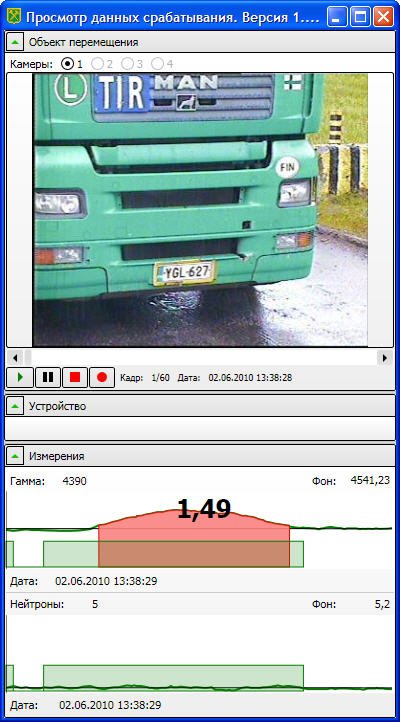 Просмотр данных срабатывания. Версия 1....
Объект перемещения
Камеры: 1 2 3 4
L TIR MAN
FIN
YGL-627
Кадр: 1/60 Дата: 02.06.2010 13:38:28
Устройство
Измерения
Гамма: 4390 Фон: 4541,23
1,49
Дата: 02.06.2010 13:38:29
Нейтроны: 5 Фон: 5,2
Дата: 02.06.2010 13:38:29